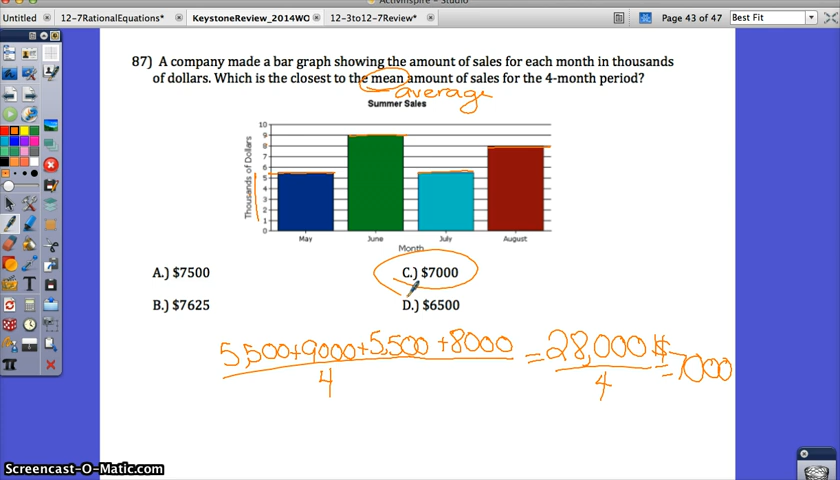 ActivInspire - Studio
Untitled
12-7RationalEquations*
KeystoneReview_2014WO
12-3to12-7Review*
Page 43 of 47
Best Fit
87) A company made a bar graph showing the amount of sales for each month in thousands
of dollars. Which is the closest to the mean amount of sales for the 4-month period?
average
Summer Sales
Thousands of Dollars
10
9
8
7
6
5
4
3
2
1
0
May June July August
Month
A.) $7500 C.) $7000
B.) $7625 D.) $6500
5,500+9000+5,500+8000 = 28,000 = $7000
4 4
Screencast-O-Matic.com